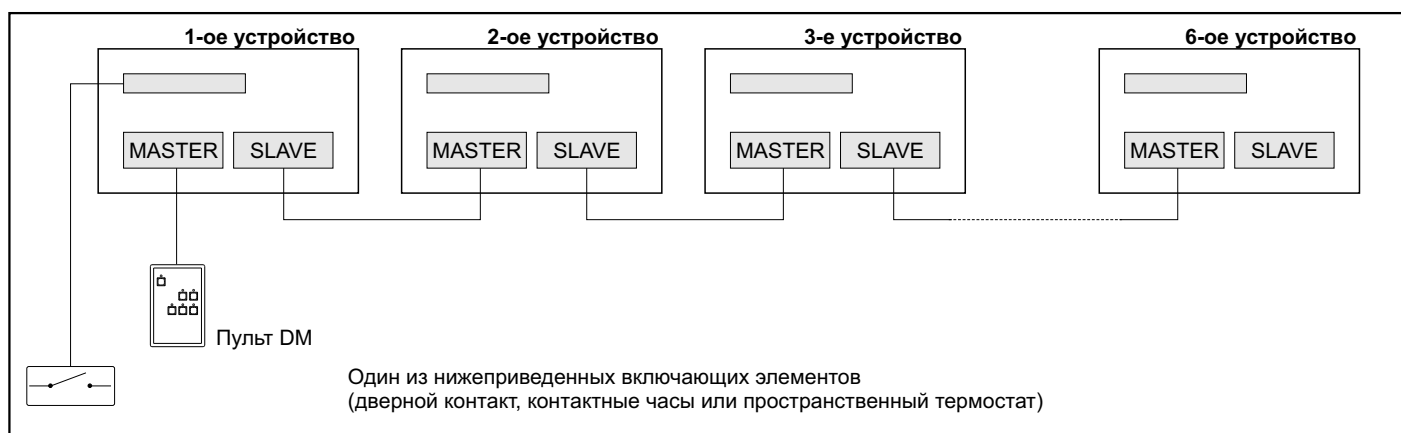 1-ое устройство 2-ое устройство 3-е устройство 6-ое устройство
MASTER SLAVE MASTER SLAVE MASTER SLAVE MASTER SLAVE
Пульт DM
Один из нижеприведенных включающих элементов
(дверной контакт, контактные часы или пространственный термостат)